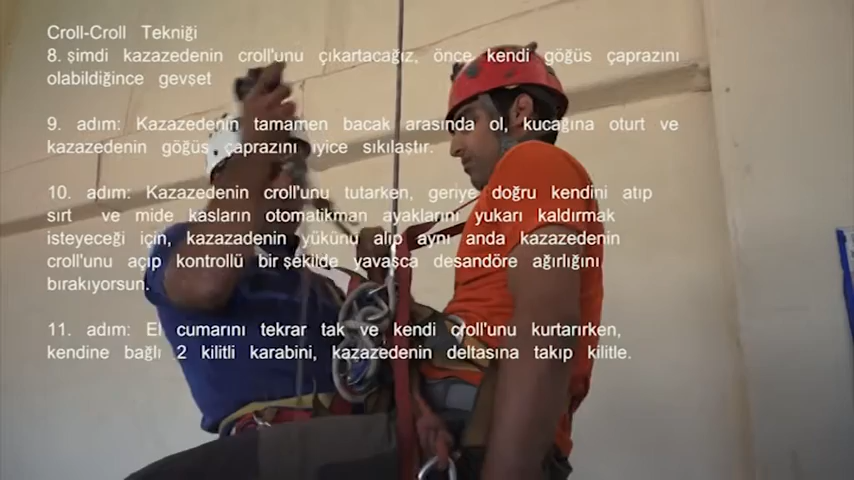 Croll-Croll Tekniği
8. şimdi kazazedenin croll'unu çıkartacağız, önce kendi göğüs çaprazını
olabildiğince gevşet
9. adım: Kazazedenin tamamen bacak arasında ol, kucağına oturt ve
kazazedenin göğüs çaprazını iyice sıkılaştır.
10. adım: Kazazedenin croll'unu tutarken, geriye doğru kendini atıp
sırt ve mide kasların otomatikman ayaklarını yukarı kaldırmak
isteyeceği için, kazazadenin yükünu alıp aynı anda kazazedenin
croll'unu açıp kontrollü bir şekilde yavaşca desandöre ağırlığını
bırakıyorsun.
11. adım: El cumarını tekrar tak ve kendi croll'unu kurtarırken,
kendine bağlı 2 kilitli karabini, kazazedenin deltasına takıp kilitle.